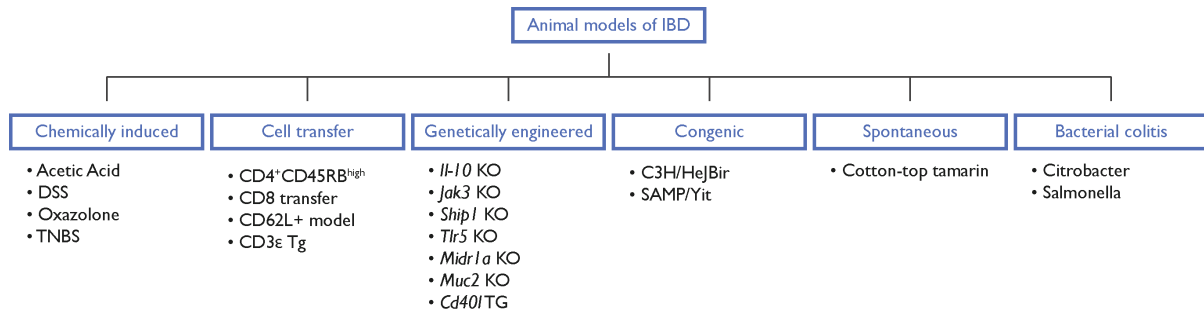 Animal models of IBD
Chemically induced
• Acetic Acid
• DSS
• Oxazolone
• TNBS
Cell transfer
• CD4⁺CD45RBʰⁱᵍʰ
• CD8 transfer
• CD62L+ model
• CD3ε Tg
Genetically engineered
• Il-10 KO
• Jak3 KO
• Ship1 KO
• Tlr5 KO
• Midr1a KO
• Muc2 KO
• Cd40l TG
Congenic
• C3H/HeJBir
• SAMP/Yit
Spontaneous
• Cotton-top tamarin
Bacterial colitis
• Citrobacter
• Salmonella